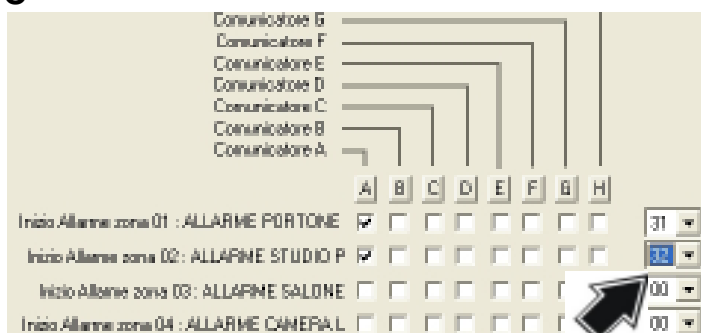 Comunicatore G
Comunicatore F
Comunicatore E
Comunicatore D
Comunicatore C
Comunicatore B
Comunicatore A
A B C D E F G H
Inizio Allarme zona 01 : ALLARME PORTONE 31
Inizio Allarme zona 02 : ALLARME STUDIO P 32
Inizio Allarme zona 03 : ALLARME SALONE 00
Inizio Allarme zona 04 : ALLARME CAMERA L 00